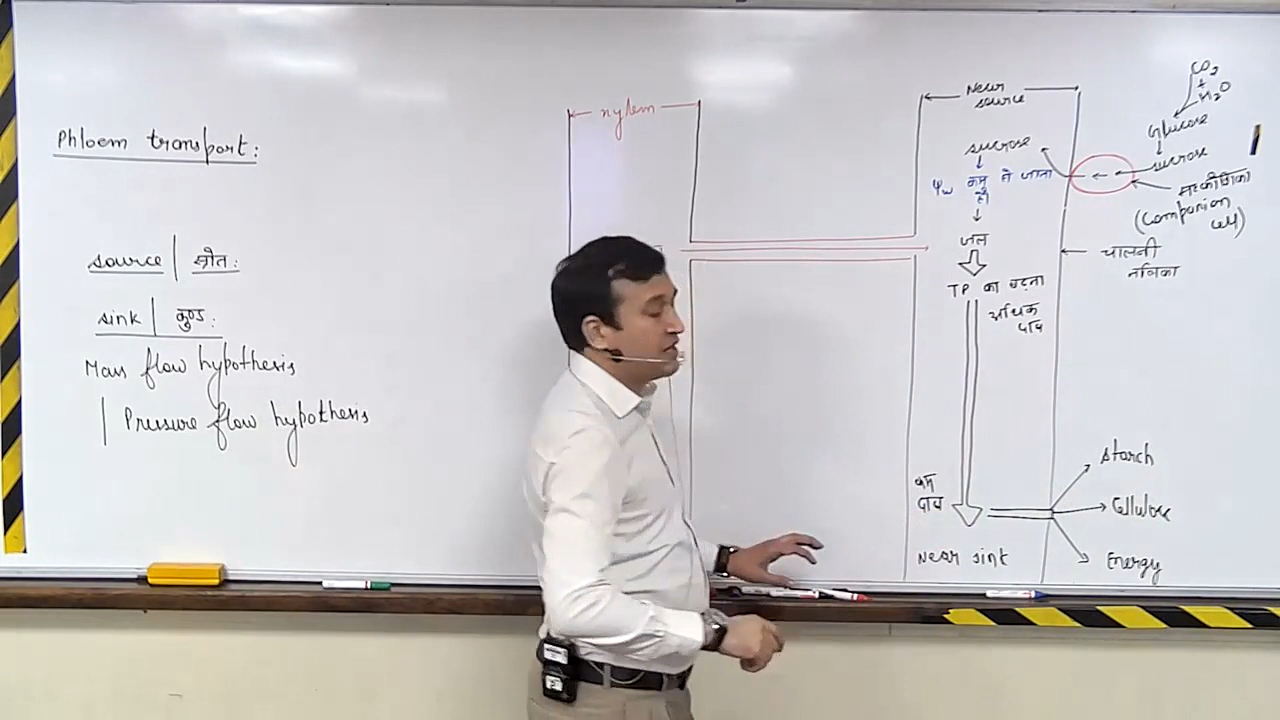 Phloem transport:
source | स्रोत:
sink | कुण्ड:
Mass flow hypothesis
| Pressure flow hypothesis
xylem
Near
source
sucrose
Ψw कम हो जाना
है।
जल
TP का बढ़ना
अधिक
दाब
कम
दाब
Near sink
CO2
+
H2O
Glucose
sucrose
सहकोशिका
(Companion
cell)
चालनी
नलिका
Starch
Cellulose
Energy